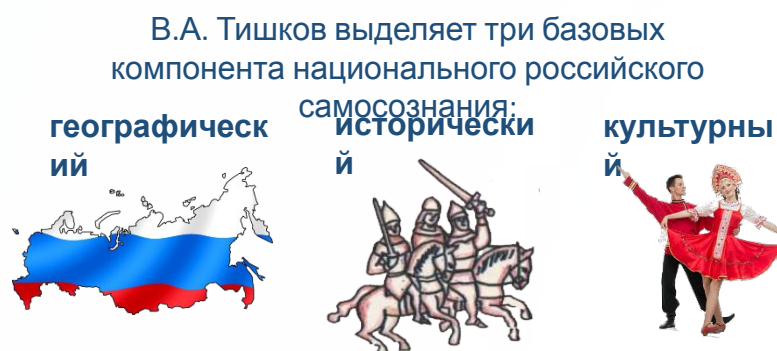 В.А. Тишков выделяет три базовых
компонента национального российского
самосознания:
географическ
ий
исторически
й
культурны
й